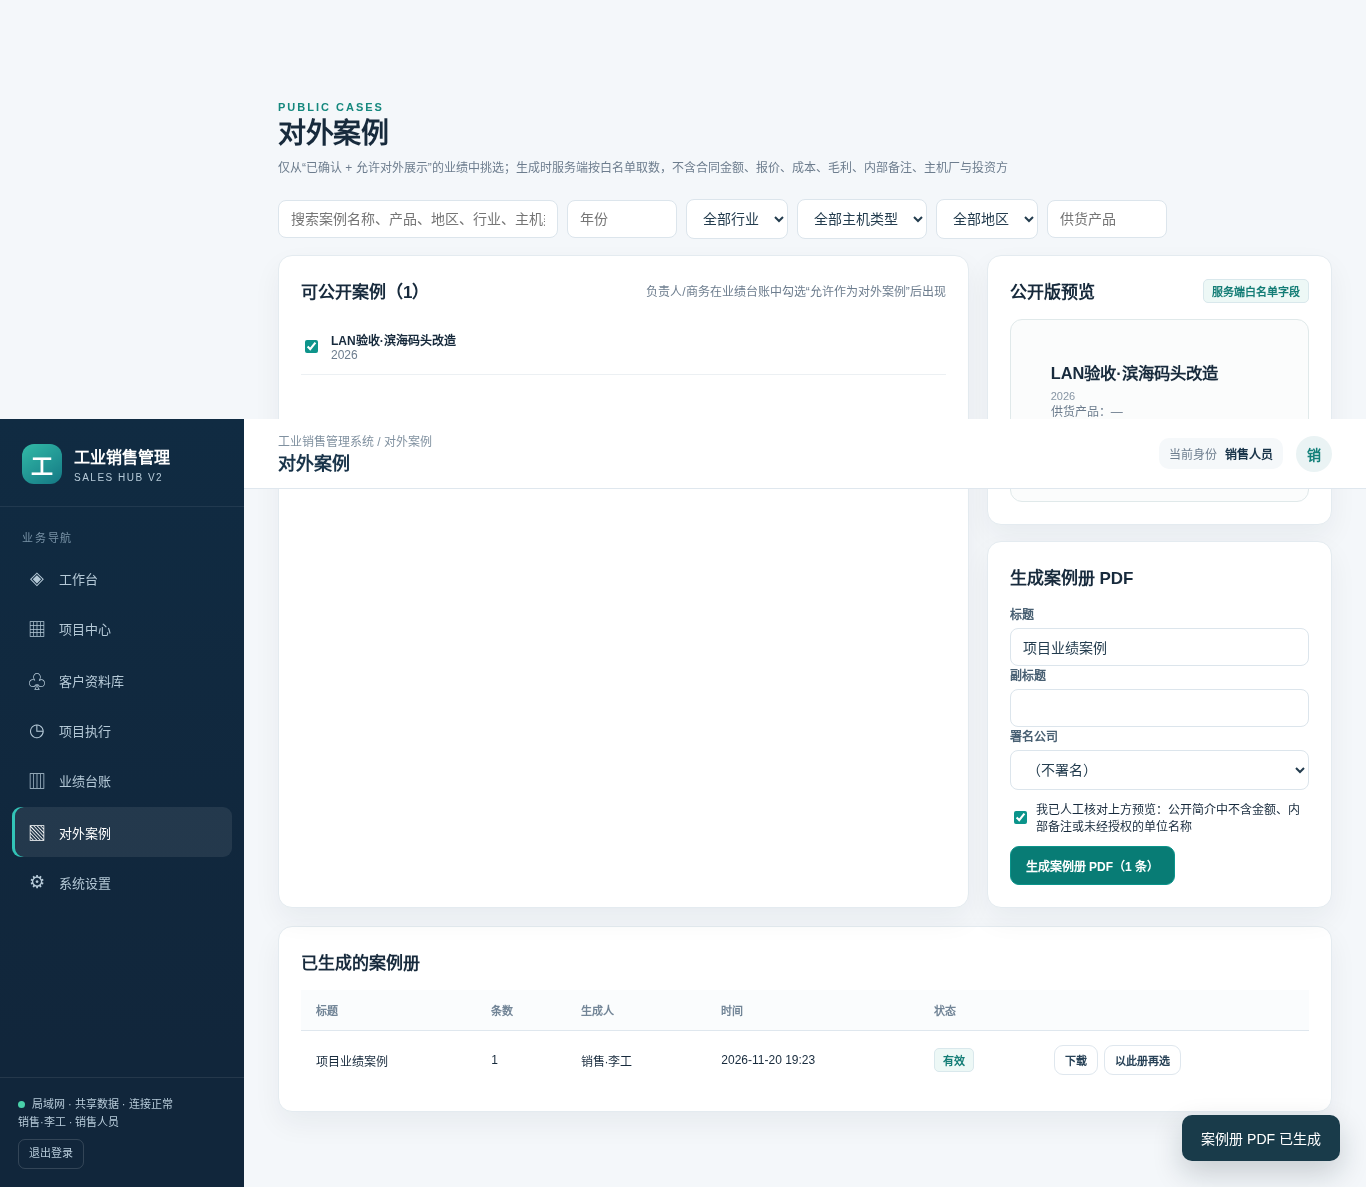 PUBLIC CASES
对外案例
仅从“已确认 + 允许对外展示”的业绩中挑选；生成时服务端按白名单取数，不含合同金额、报价、成本、毛利、内部备注、主机厂与投资方
搜索案例名称、产品、地区、行业、主机
年份
全部行业
全部主机类型
全部地区
供货产品
可公开案例（1）
负责人/商务在业绩台账中勾选“允许作为对外案例”后出现
LAN验收·滨海码头改造
2026
公开版预览
服务端白名单字段
LAN验收·滨海码头改造
2026
供货产品：—
工
工业销售管理
SALES HUB V2
工业销售管理系统 / 对外案例
对外案例
当前身份 销售人员
销
业务导航
工作台
项目中心
客户资料库
项目执行
业绩台账
对外案例
系统设置
局域网 · 共享数据 · 连接正常
销售·李工 · 销售人员
退出登录
生成案例册 PDF
标题
项目业绩案例
副标题
署名公司
（不署名）
我已人工核对上方预览：公开简介中不含金额、内
部备注或未经授权的单位名称
生成案例册 PDF（1 条）
已生成的案例册
标题 条数 生成人 时间 状态
项目业绩案例 1 销售·李工 2026-11-20 19:23 有效 下载 以此册再选
案例册 PDF 已生成